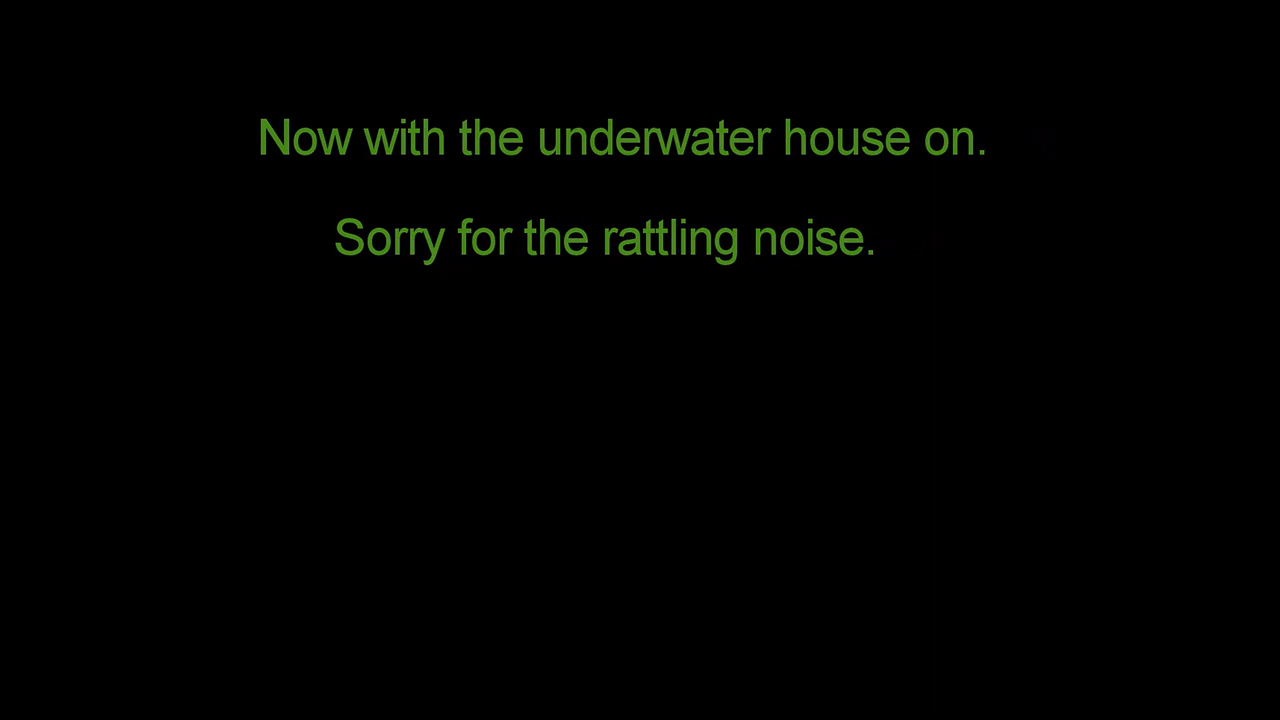 Now with the underwater house on.
Sorry for the rattling noise.